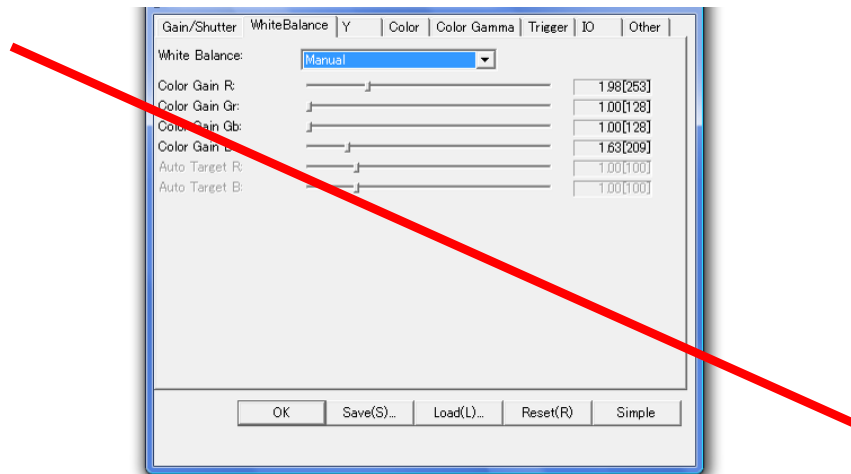 Gain/Shutter WhiteBalance Y Color Color Gamma Trigger IO Other
White Balance: Manual
Color Gain R: 1.98[253]
Color Gain Gr: 1.00[128]
Color Gain Gb: 1.00[128]
Color Gain 1.63[209]
Auto Target R: 1.00[100]
Auto Target B: 1.00[100]
OK Save(S)... Load(L)... Reset(R) Simple